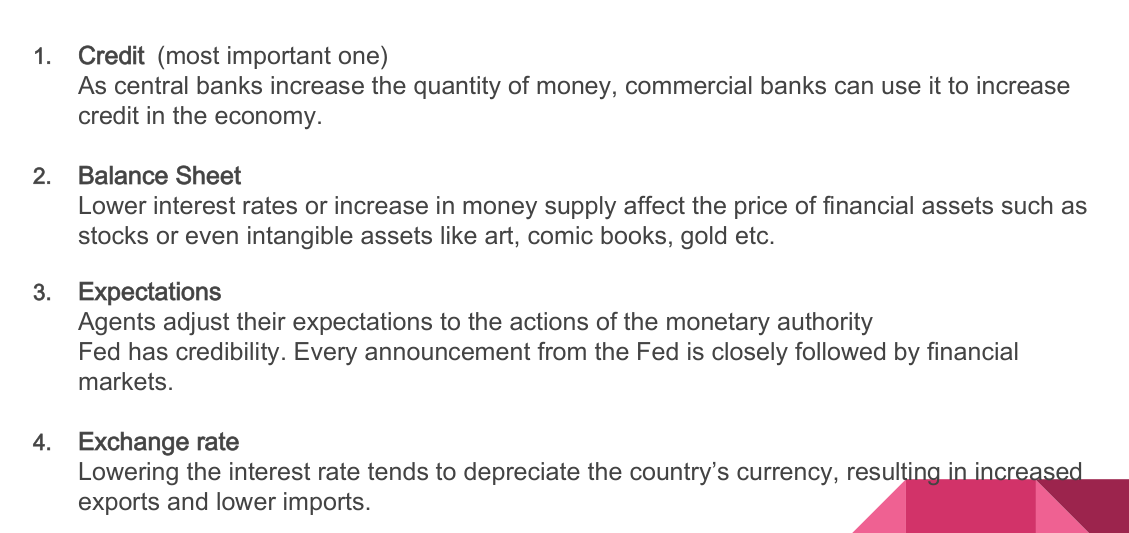 1. Credit (most important one)
As central banks increase the quantity of money, commercial banks can use it to increase
credit in the economy.
2. Balance Sheet
Lower interest rates or increase in money supply affect the price of financial assets such as
stocks or even intangible assets like art, comic books, gold etc.
3. Expectations
Agents adjust their expectations to the actions of the monetary authority
Fed has credibility. Every announcement from the Fed is closely followed by financial
markets.
4. Exchange rate
Lowering the interest rate tends to depreciate the country’s currency, resulting in increased
exports and lower imports.